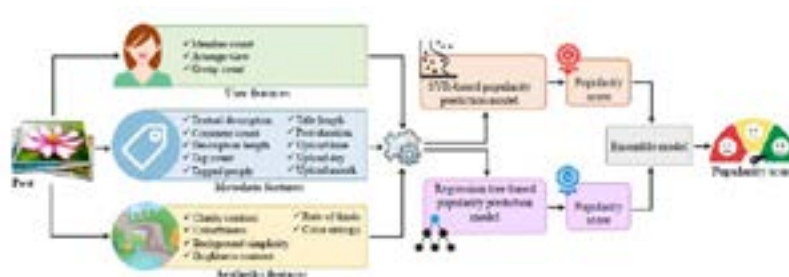 Post
✓ Member count
✓ Average view
✓ Group count
User features
✓ Textual description
✓ Comment count
✓ Description length
✓ Tag count
✓ Tagged people
✓ Title length
✓ Post duration
✓ Upload time
✓ Upload day
✓ Upload month
Metadata features
✓ Clarity contrast
✓ Colorfulness
✓ Background simplicity
✓ Brightness contrast
✓ Rule of thirds
✓ Color
Aesthetics features
SVR-based popularity
prediction model
Popularity
score
Regression tree-based
popularity prediction
model
Popularity
score
Ensemble model
Popularity score